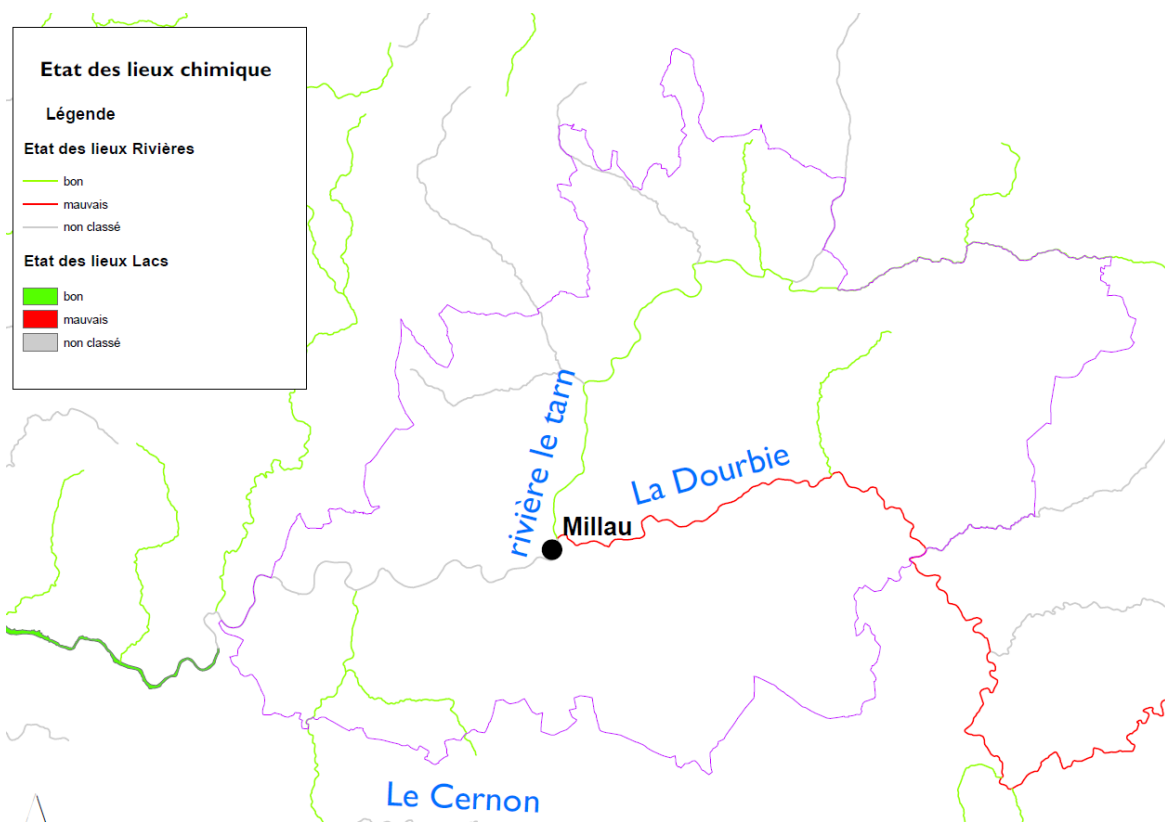 Etat des lieux chimique
Légende
Etat des lieux Rivières
bon
mauvais
non classé
Etat des lieux Lacs
bon
mauvais
non classé
rivière le tarn
La Dourbie
Millau
Le Cernon